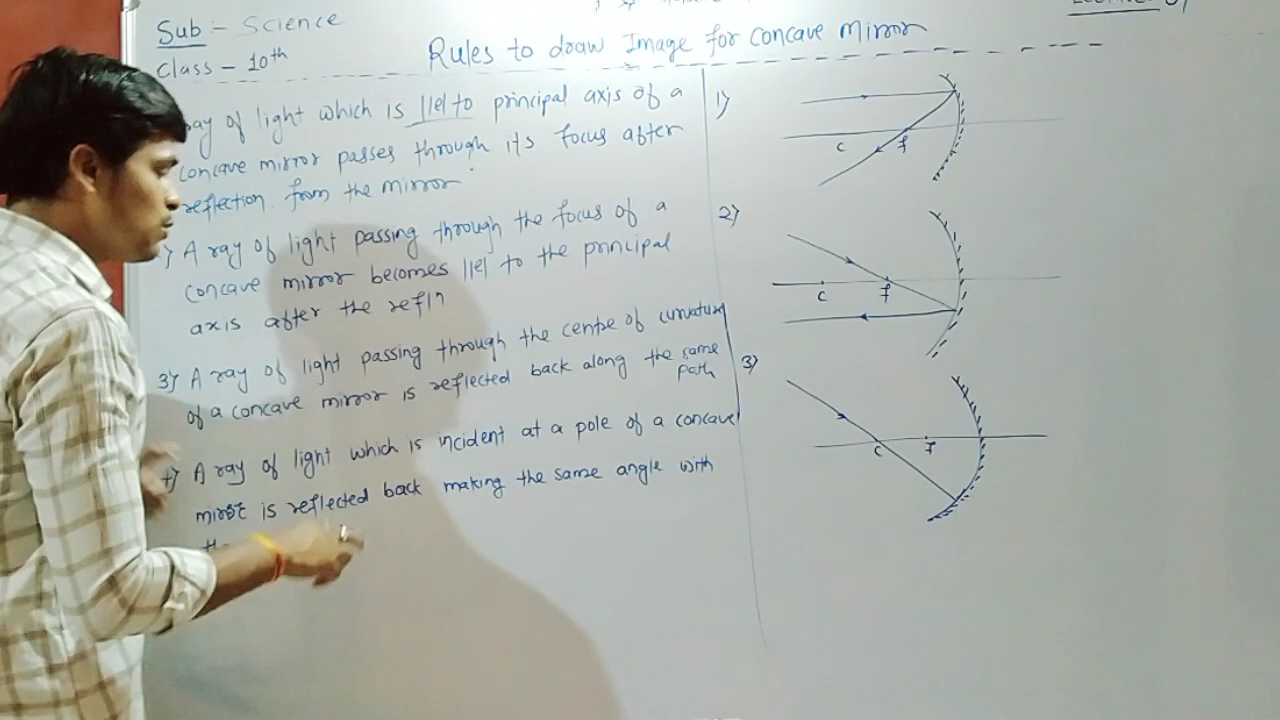 Sub :- Science
Class - 10th
Rules to draw Image for concave mirror
ray of light which is ||el to principal axis of a
concave mirror passes through its focus after
reflection from the mirror
) A ray of light passing through the focus of a
concave mirror becomes ||el to the principal
axis after the refln
3) A ray of light passing through the centre of curvature
of a concave mirror is reflected back along the same
path
4) A ray of light which is incident at a pole of a concave
mirror is reflected back making the same angle with
1)
c
f
2)
c
f
3)
c
f